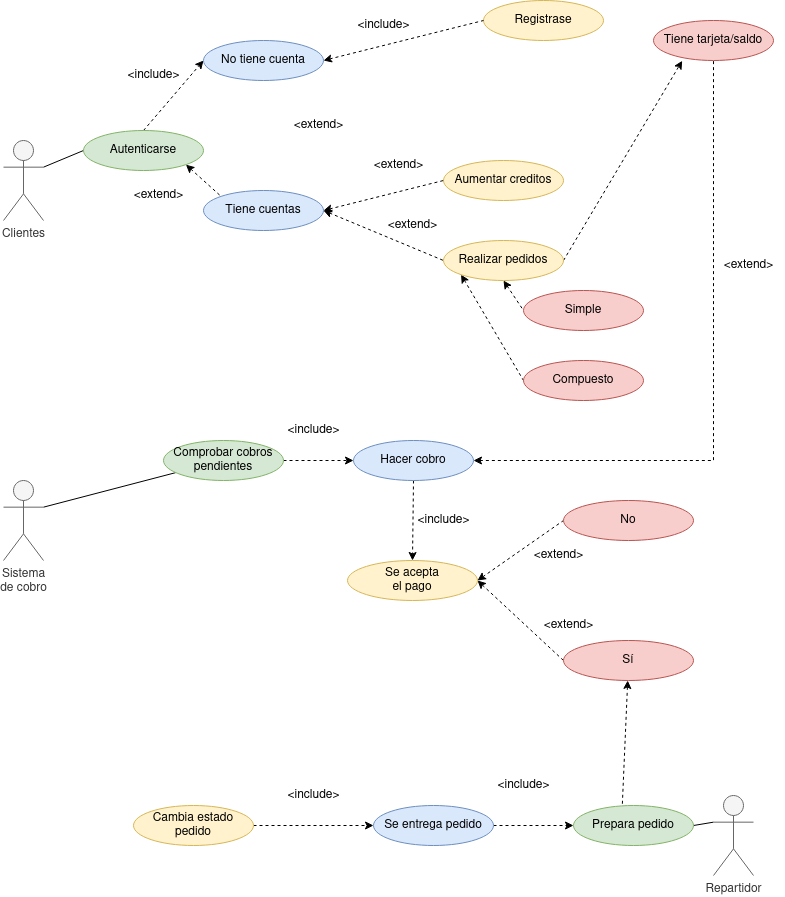 <include>
Registrase
Tiene tarjeta/saldo
No tiene cuenta
<include>
<extend>
Autenticarse
<extend>
Aumentar creditos
<extend>
Tiene cuentas
<extend>
Clientes
Realizar pedidos
<extend>
Simple
Compuesto
<include>
Comprobar cobros
pendientes
Hacer cobro
<include>
No
<extend>
Sistema
de cobro
Se acepta
el pago
<extend>
Sí
<include>
<include>
Cambia estado
pedido
Se entrega pedido
Prepara pedido
Repartidor